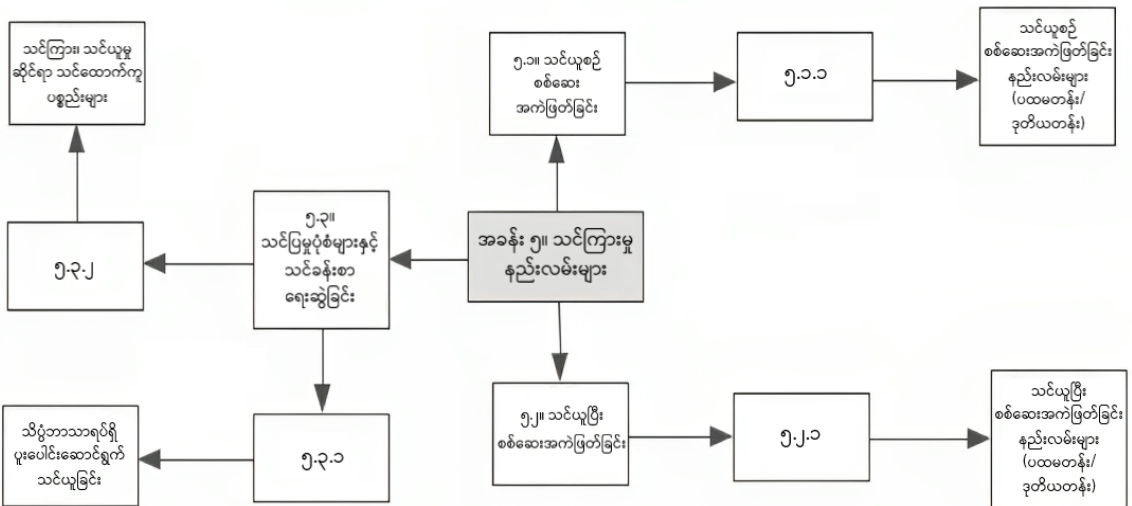 သင်ကြား၊ သင်ယူမှု
ဆိုင်ရာ သင်ထောက်ကူ
ပစ္စည်းများ
၅.၁။ သင်ယူစဉ်
စစ်ဆေး
အကဲဖြတ်ခြင်း
၅.၁.၁
သင်ယူစဉ်
စစ်ဆေးအကဲဖြတ်ခြင်း
နည်းလမ်းများ
(ပထမတန်း/
ဒုတိယတန်း)
၅.၃.၂
၅.၃။
သင်ပြမှုပုံစံများနှင့်
သင်ခန်းစာ
ရေးဆွဲခြင်း
အခန်း ၅။ သင်ကြားမှု
နည်းလမ်းများ
သိပ္ပံဘာသာရပ်ရှိ
ပူးပေါင်းဆောင်ရွက်
သင်ယူခြင်း
၅.၃.၁
၅.၂။ သင်ယူပြီး
စစ်ဆေးအကဲဖြတ်ခြင်း
၅.၂.၁
သင်ယူပြီး
စစ်ဆေးအကဲဖြတ်ခြင်း
နည်းလမ်းများ
(ပထမတန်း/
ဒုတိယတန်း)